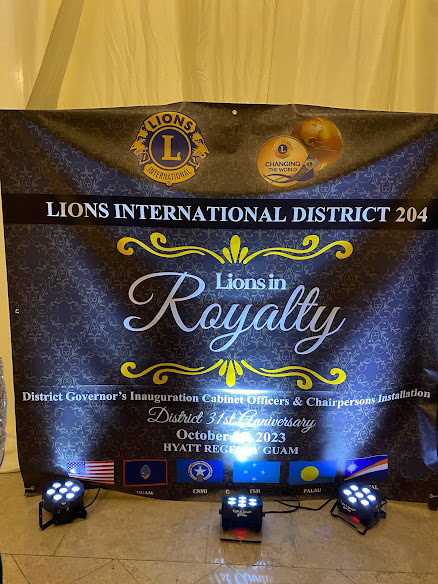 LIONS
L
INTERNATIONAL
L
CHANGING
THE WORLD
LIONS INTERNATIONAL DISTRICT 204
Lions in
Royalty
District Governor's Inauguration Cabinet Officers & Chairpersons Installation
District 31st Anniversary
October 2023
HYATT REGENCY GUAM
GUAM CNMI FSM PALAU